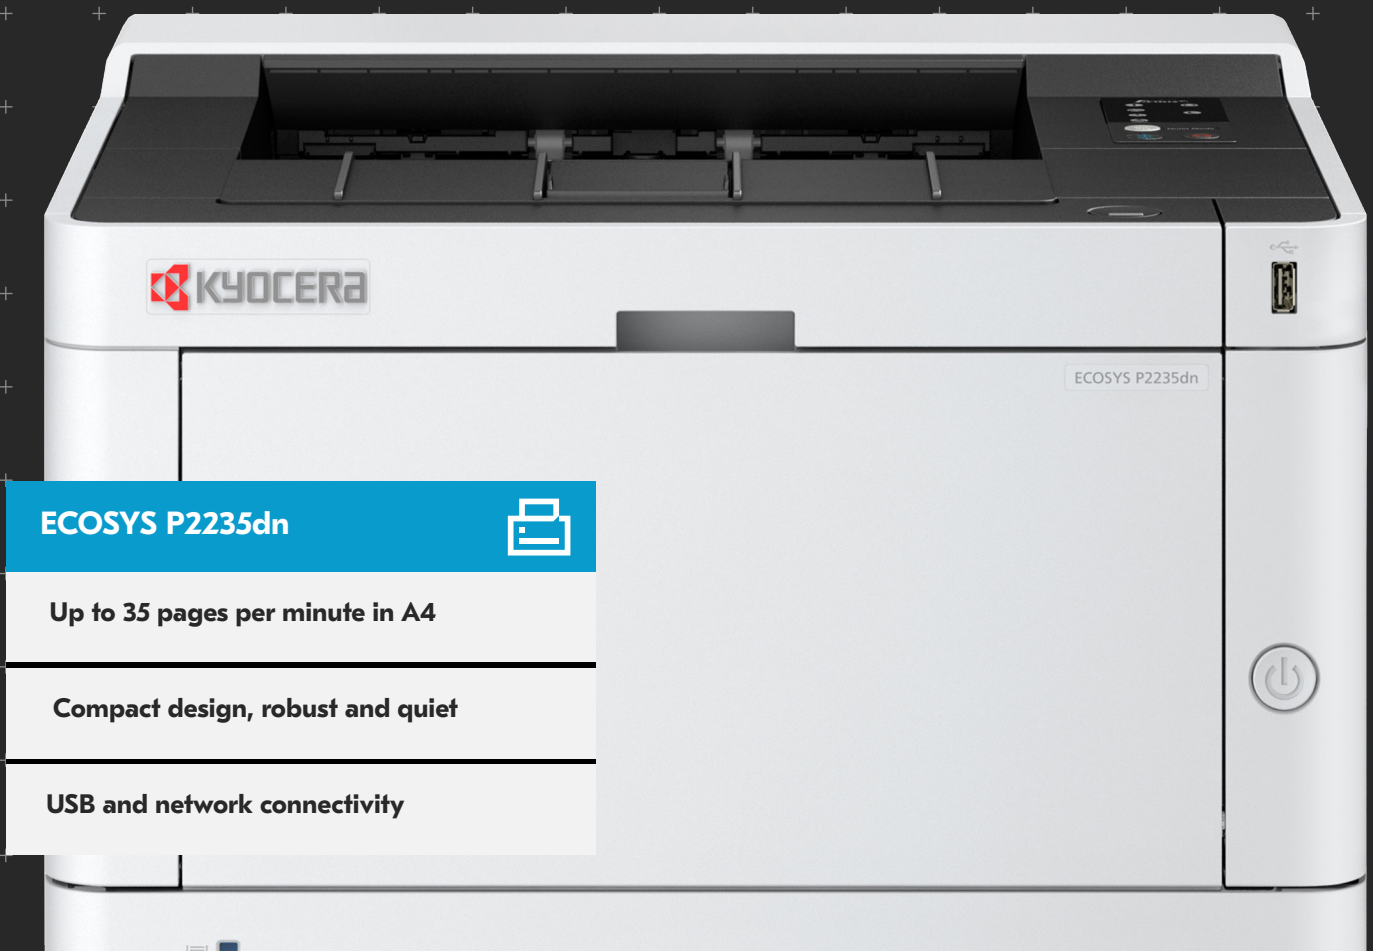 KYOCERA
ECOSYS P2235dn
ECOSYS P2235dn
Up to 35 pages per minute in A4
Compact design, robust and quiet
USB and network connectivity